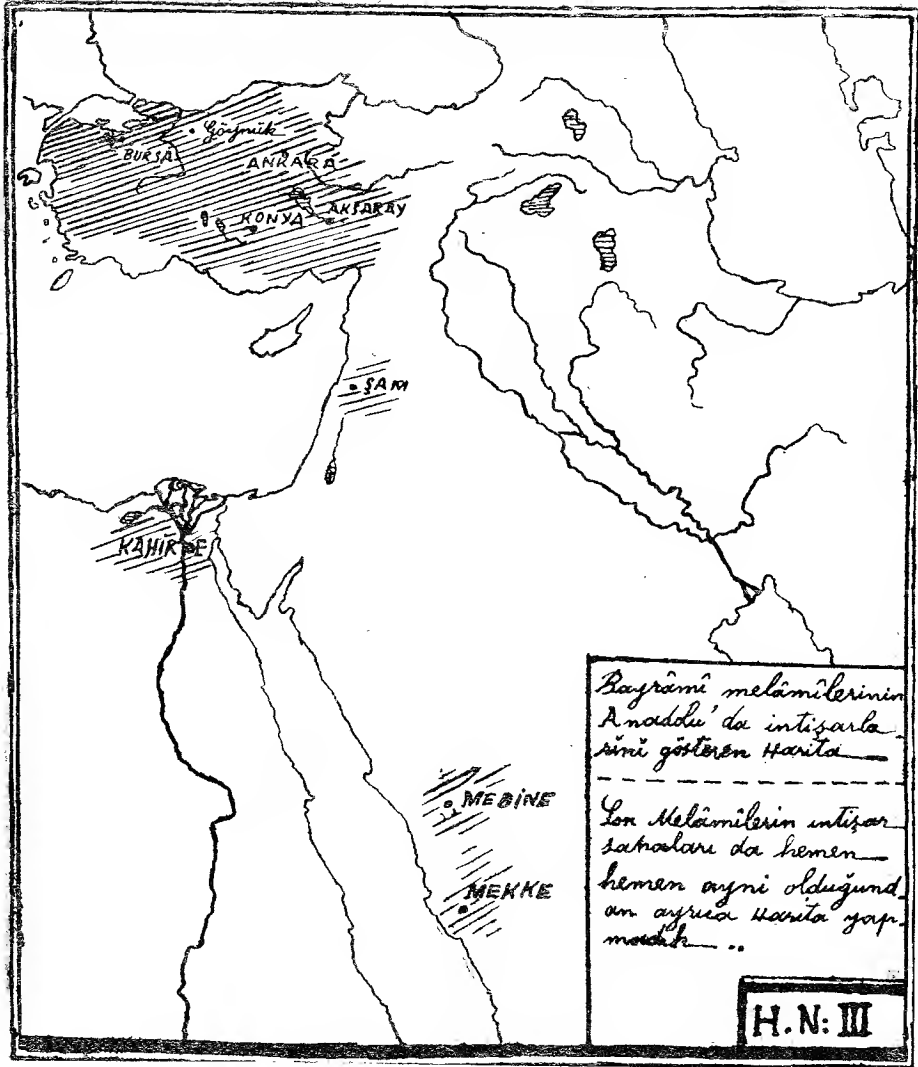 Göynük
BURSA
ANKARA
KONYA
AKSARAY
ŞAM
KAHİRE
MEDİNE
MEKKE
Bayrâmî melâmîlerinin
Anadolu'da intişarla-
rını gösteren Harita
Son Melâmîlerin intişar
sahaları da hemen
hemen ayni olduğund-
an ayrıca Harita yap-
madık ..
H.N: III